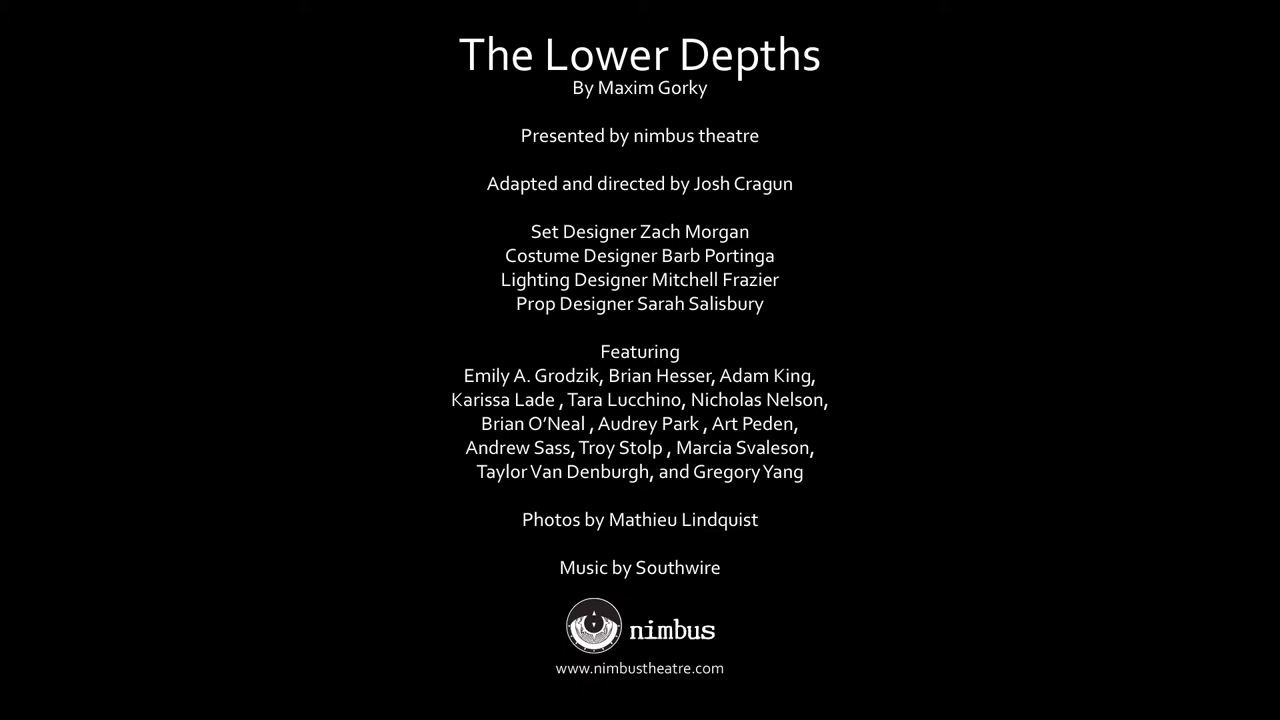 The Lower Depths
By Maxim Gorky
Presented by nimbus theatre
Adapted and directed by Josh Cragun
Set Designer Zach Morgan
Costume Designer Barb Portinga
Lighting Designer Mitchell Frazier
Prop Designer Sarah Salisbury
Featuring
Emily A. Grodzik, Brian Hesser, Adam King,
Karissa Lade , Tara Lucchino, Nicholas Nelson,
Brian O’Neal , Audrey Park , Art Peden,
Andrew Sass, Troy Stolp , Marcia Svaleson,
Taylor Van Denburgh, and Gregory Yang
Photos by Mathieu Lindquist
Music by Southwire
nimbus
www.nimbustheatre.com